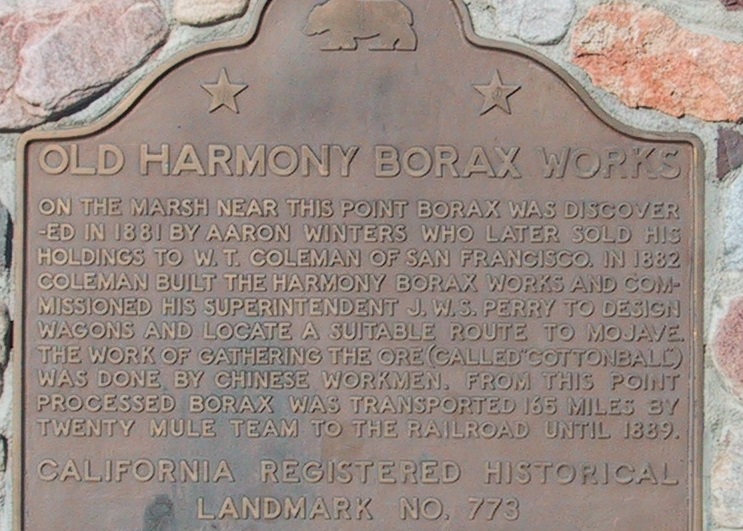 OLD HARMONY BORAX WORKS
ON THE MARSH NEAR THIS POINT BORAX WAS DISCOVER
-ED IN 1881 BY AARON WINTERS WHO LATER SOLD HIS
HOLDINGS TO W. T. COLEMAN OF SAN FRANCISCO. IN 1882
COLEMAN BUILT THE HARMONY BORAX WORKS AND COM-
MISSIONED HIS SUPERINTENDENT J. W. S. PERRY TO DESIGN
WAGONS AND LOCATE A SUITABLE ROUTE TO MOJAVE.
THE WORK OF GATHERING THE ORE (CALLED "COTTONBALL")
WAS DONE BY CHINESE WORKMEN. FROM THIS POINT
PROCESSED BORAX WAS TRANSPORTED 165 MILES BY
TWENTY MULE TEAM TO THE RAILROAD UNTIL 1889.
CALIFORNIA REGISTERED HISTORICAL
LANDMARK NO. 773